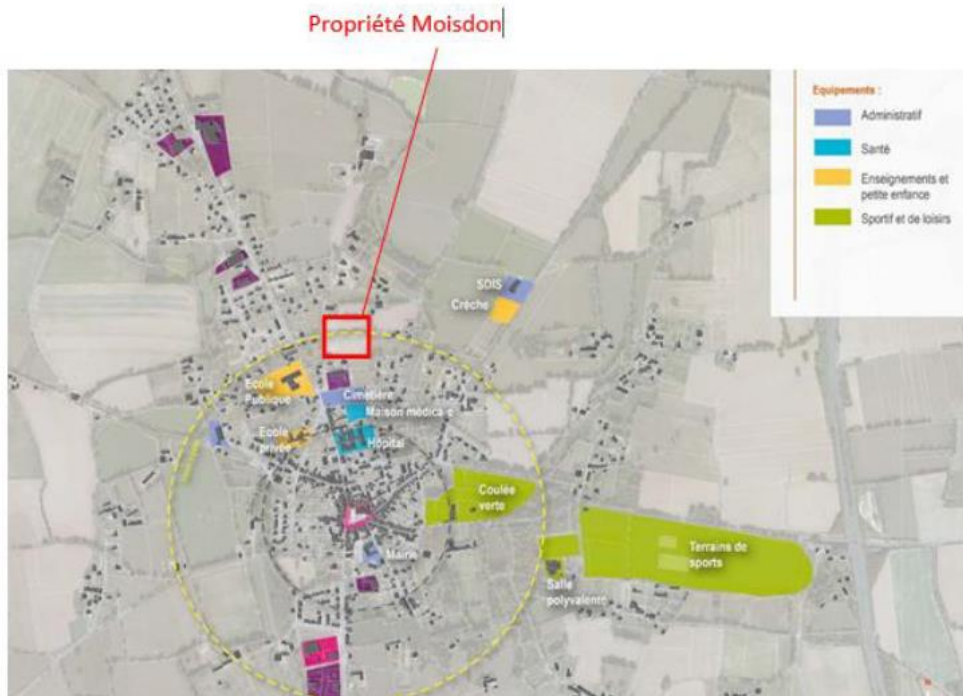 Propriété Moisdon
Equipements :
Administratif
Santé
Enseignements et
petite enfance
Sportif et de loisirs
SDIS
Crèche
Ecole
Publique
Cimetière
Maison médicale
Ecole
privée
Hôpital
Coulée
verte
Mairie
Terrains de
sports
Salle
polyvalente